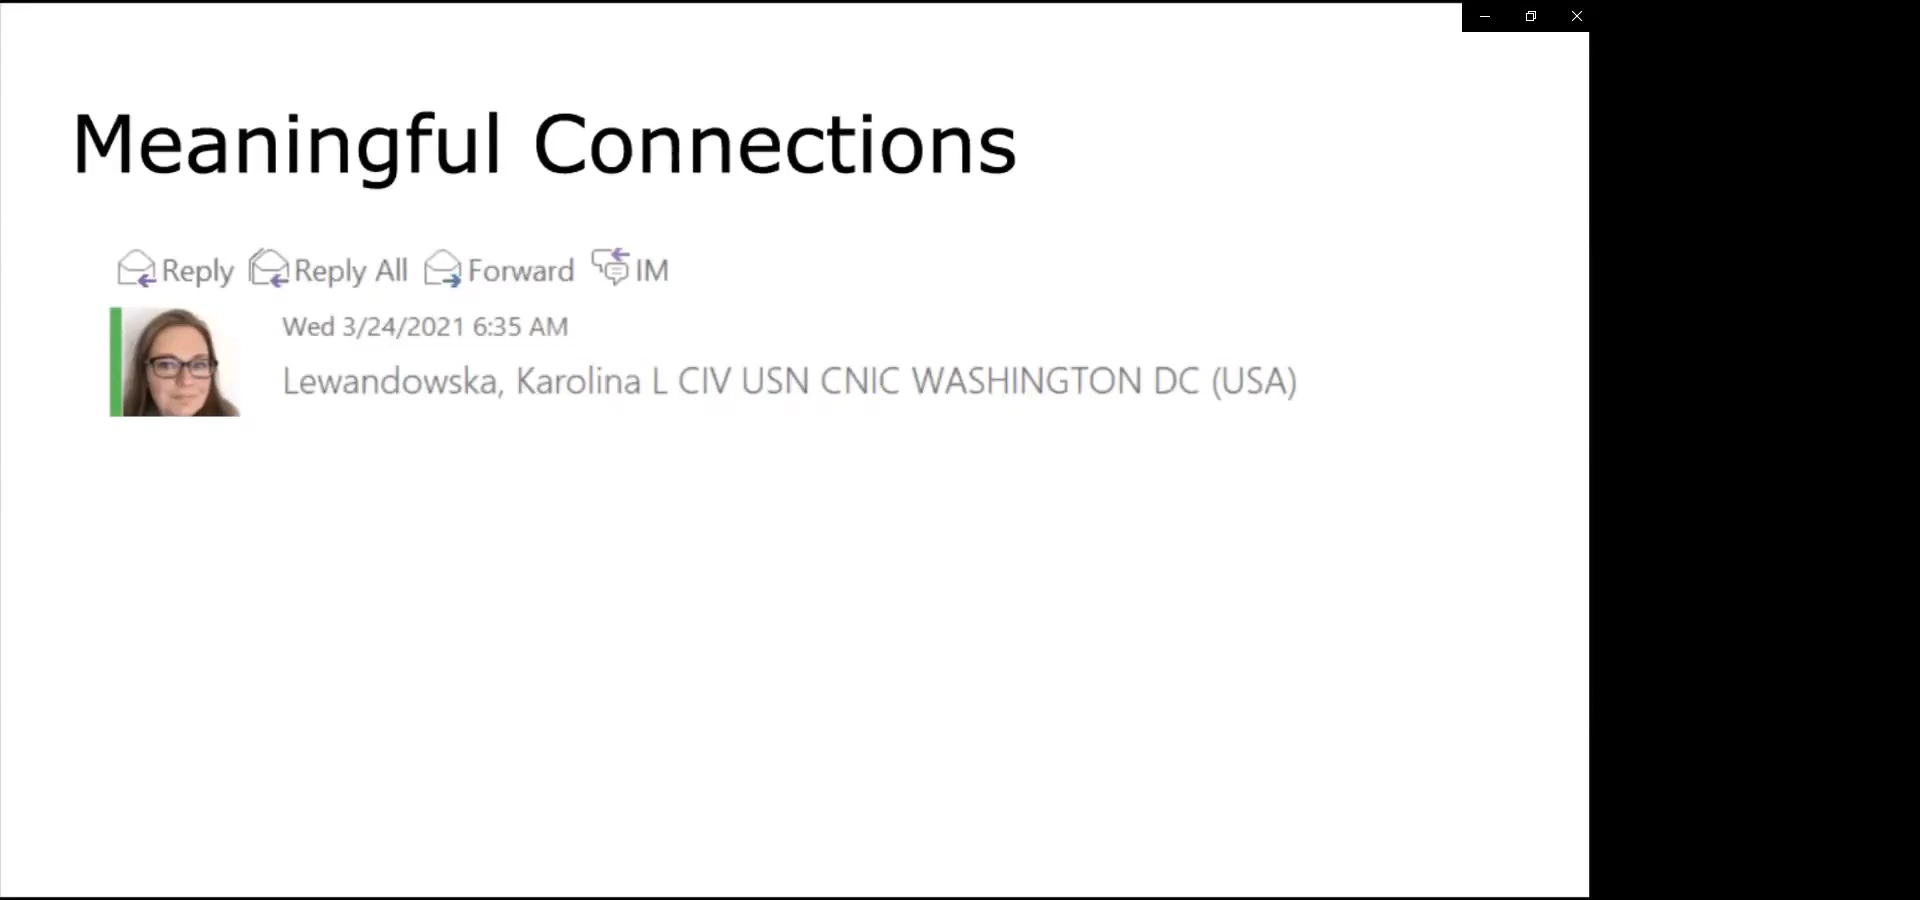 Meaningful Connections
Reply Reply All Forward IM
Wed 3/24/2021 6:35 AM
Lewandowska, Karolina L CIV USN CNIC WASHINGTON DC (USA)